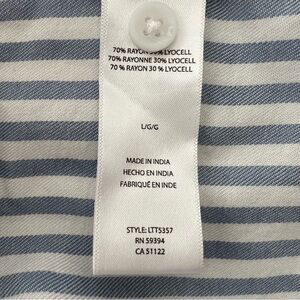 70% RAYON 30% LYOCELL
70% RAYONNE 30% LYOCELL
70 % RAYON 30 % LYOCELL
L/G/G
MADE IN INDIA
HECHO EN INDIA
FABRIQUÉ EN INDE
STYLE: LTT5357
RN 59394
CA 51122